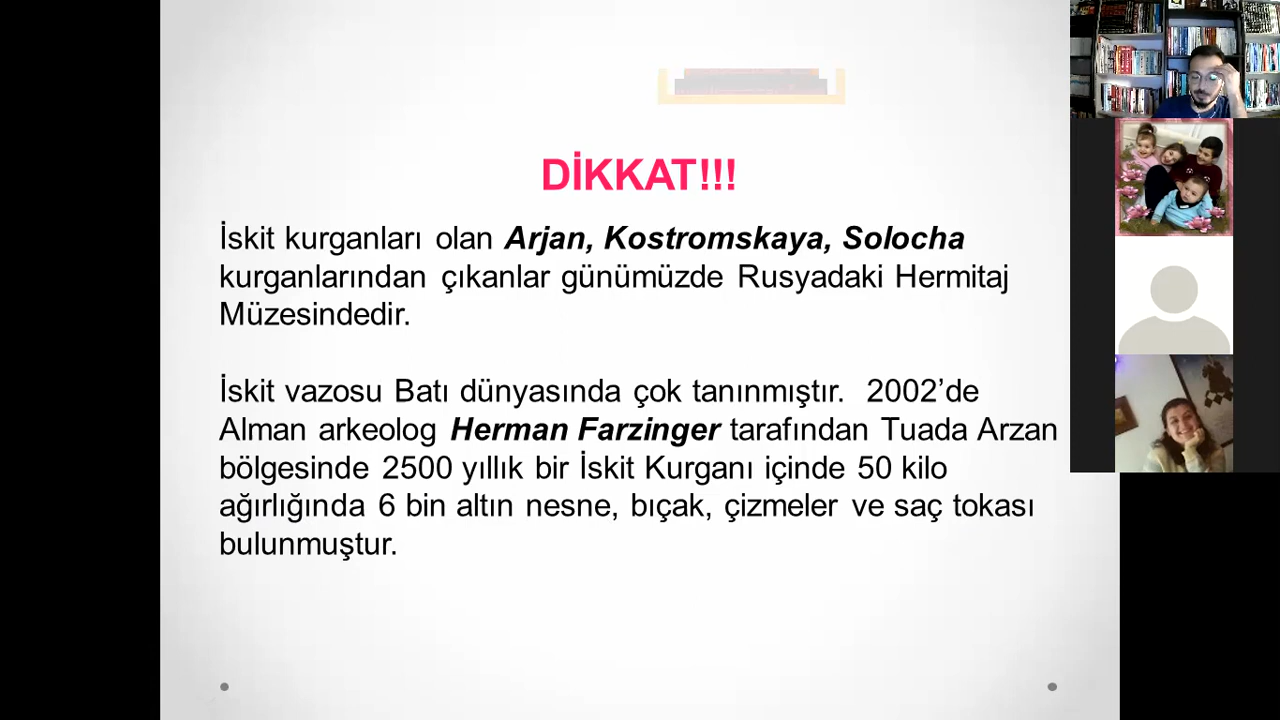 DİKKAT!!!
İskit kurganları olan Arjan, Kostromskaya, Solocha
kurganlarından çıkanlar günümüzde Rusyadaki Hermitaj
Müzesindedir.
İskit vazosu Batı dünyasında çok tanınmıştır. 2002’de
Alman arkeolog Herman Farzinger tarafından Tuada Arzan
bölgesinde 2500 yıllık bir İskit Kurganı içinde 50 kilo
ağırlığında 6 bin altın nesne, bıçak, çizmeler ve saç tokası
bulunmuştur.